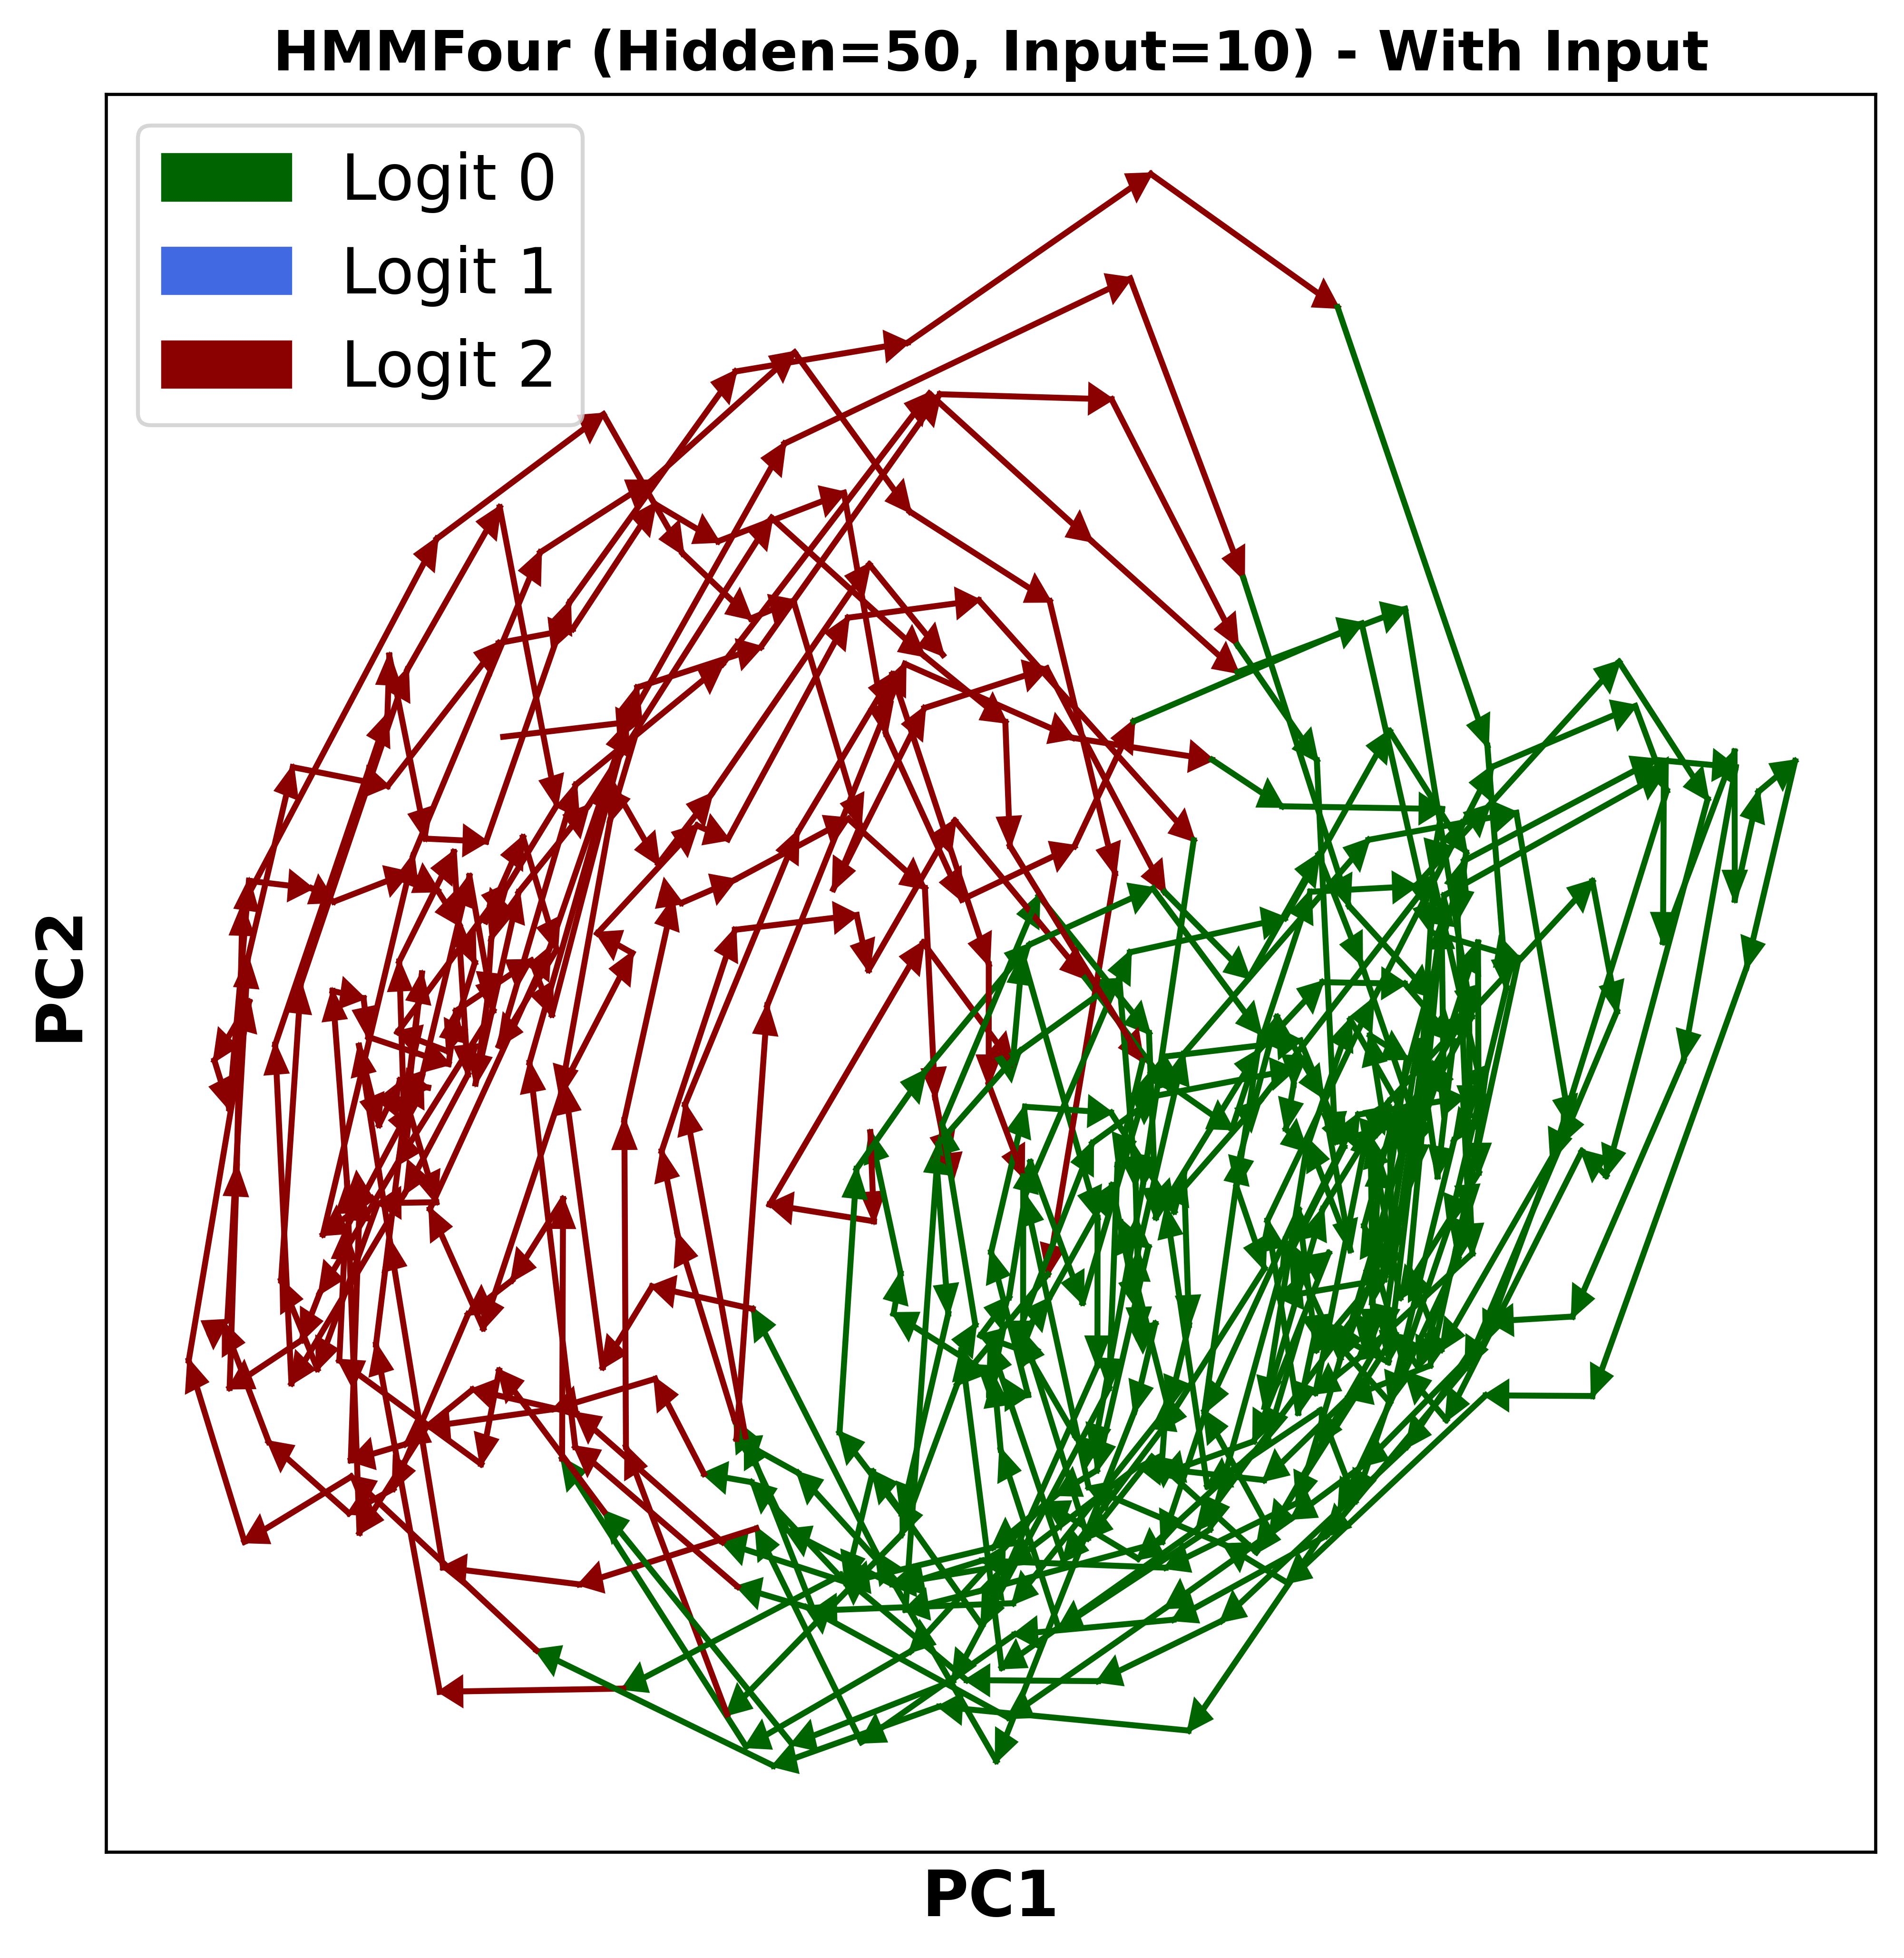 HMMFour (Hidden=50, Input=10) - With Input
Logit 0
Logit 1
Logit 2
PC2
PC1